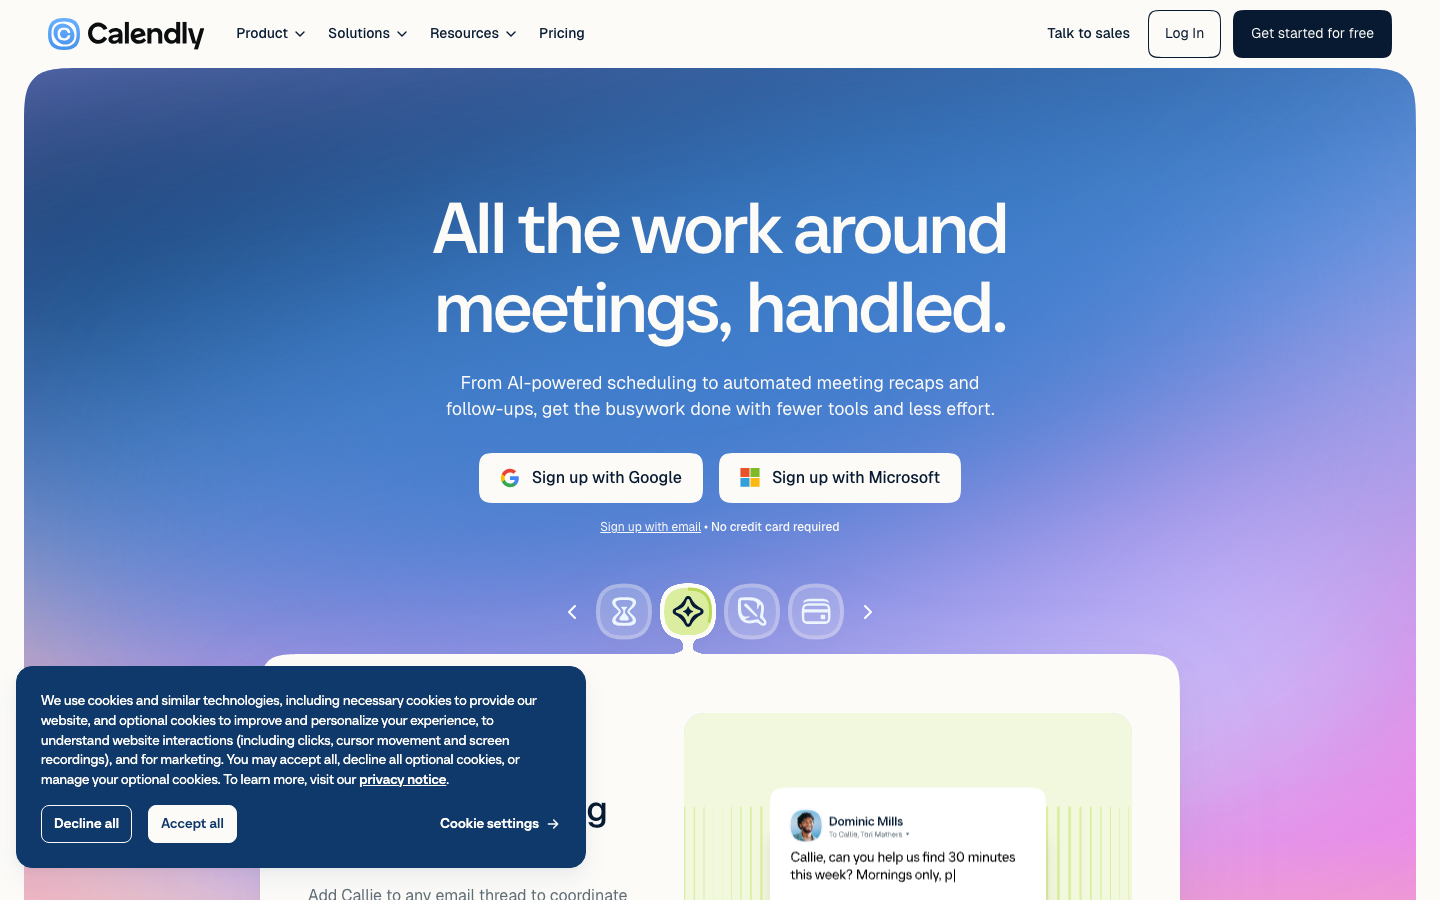 Calendly
Product
Solutions
Resources
Pricing
Talk to sales
Log In
Get started for free
All the work around
meetings, handled.
From AI-powered scheduling to automated meeting recaps and
follow-ups, get the busywork done with fewer tools and less effort.
Sign up with Google
Sign up with Microsoft
Sign up with email • No credit card required
We use cookies and similar technologies, including necessary cookies to provide our
website, and optional cookies to improve and personalize your experience, to
understand website interactions (including clicks, cursor movement and screen
recordings), and for marketing. You may accept all, decline all optional cookies, or
manage your optional cookies. To learn more, visit our privacy notice.
Decline all
Accept all
Cookie settings
g
Add Callie to any email thread to coordinate
Dominic Mills
To Callie, Tori Mathers
Callie, can you help us find 30 minutes
this week? Mornings only, p